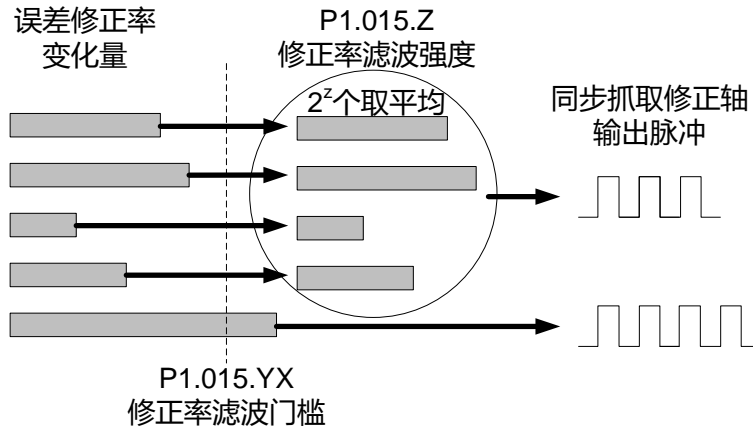 误差修正率
变化量
P1.015.Z
修正率滤波强度
2ᶻ个取平均
同步抓取修正轴
输出脉冲
P1.015.YX
修正率滤波门槛